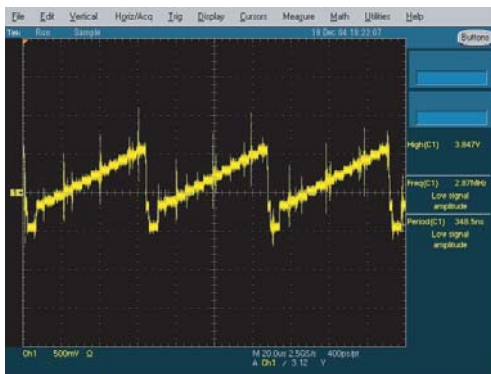 File Edit Vertical Horiz/Acq Trig Display Cursors Measure Math Utilities Help
Tek Run Sample 19 Dec 04 18:22:07
Buttons
High(C1) 3.847V
Freq(C1) 2.87MHz
Low signal
amplitude
Period(C1) 348.5ns
Low signal
amplitude
Ch1 500mV Ω M 20.0us 2.5GS/s 400ps/pt
A Ch1 / 3.12 V